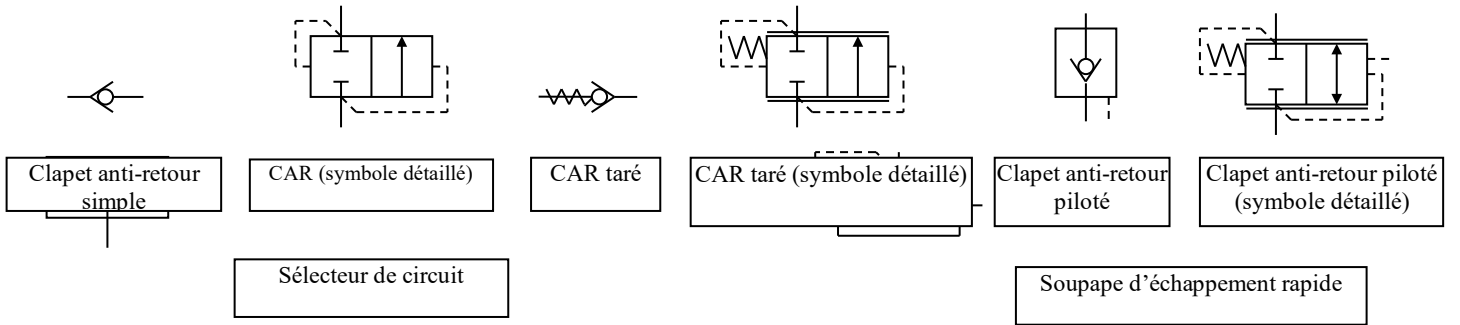 Clapet anti-retour
simple
CAR (symbole détaillé)
CAR taré
CAR taré (symbole détaillé)
Clapet anti-retour
piloté
Clapet anti-retour piloté
(symbole détaillé)
Sélecteur de circuit
Soupape d’échappement rapide